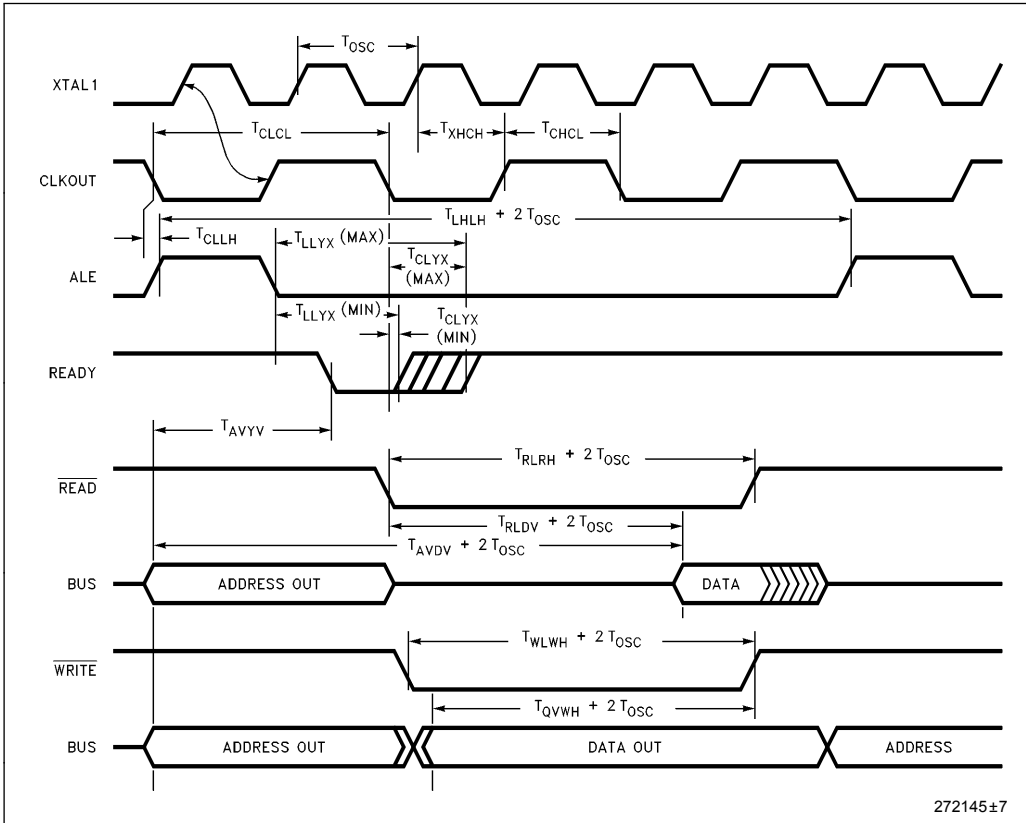 T_OSC
XTAL1
T_CLCL
T_XHCH
T_CHCL
CLKOUT
T_LHLH + 2 T_OSC
T_CLLH
T_LLYX (MAX)
T_CLYX
(MAX)
ALE
T_LLYX (MIN)
T_CLYX
(MIN)
READY
T_AVYV
T_RLRH + 2 T_OSC
READ
T_RLDV + 2 T_OSC
T_AVDV + 2 T_OSC
BUS
ADDRESS OUT
DATA
T_WLWH + 2 T_OSC
WRITE
T_QVWH + 2 T_OSC
BUS
ADDRESS OUT
DATA OUT
ADDRESS
272145±7